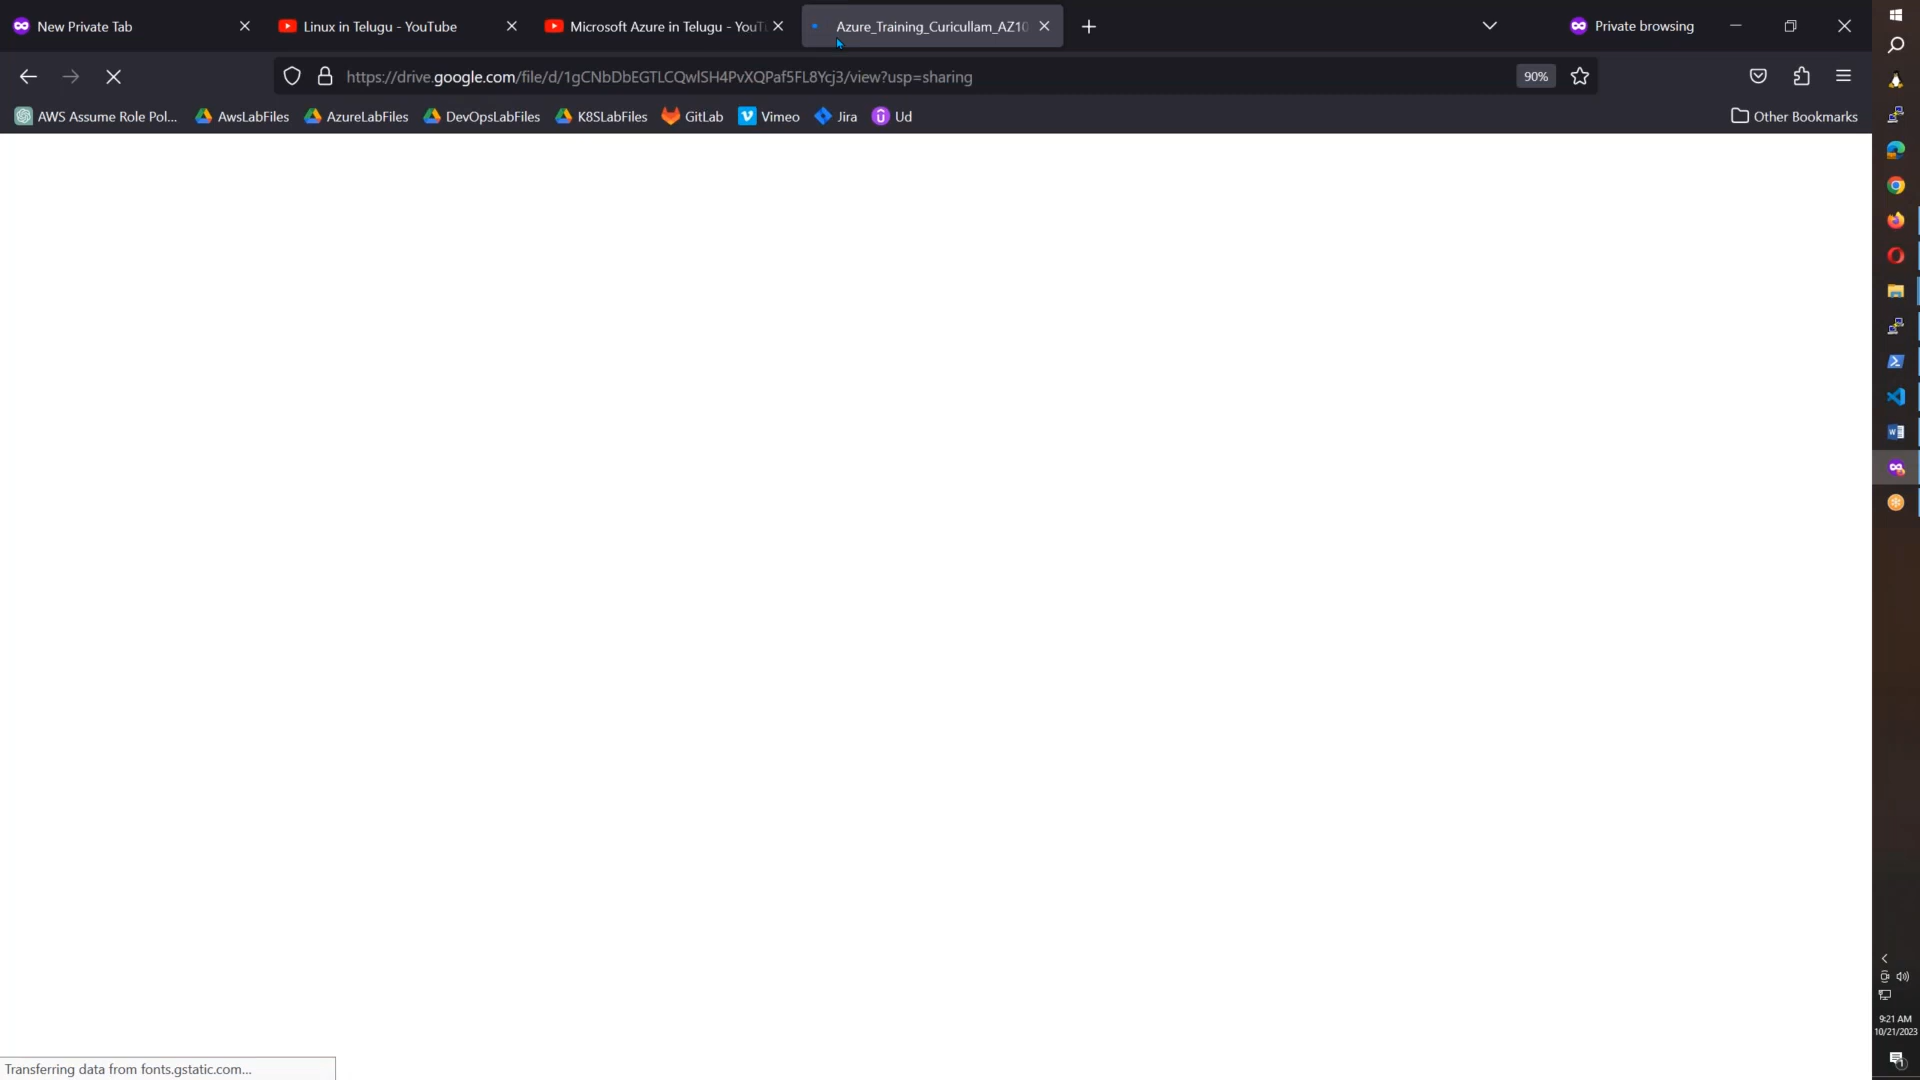 New Private Tab
Linux in Telugu - YouTube
Microsoft Azure in Telugu - YouT
Azure_Training_Curicullam_AZ10
Private browsing
https://drive.google.com/file/d/1gCNbDbEGTLCQwlSH4PvXQPaf5FL8Ycj3/view?usp=sharing
90%
AWS Assume Role Pol...
AwsLabFiles
AzureLabFiles
DevOpsLabFiles
K8SLabFiles
GitLab
Vimeo
Jira
Ud
Other Bookmarks
9:21 AM
10/21/2023
1
Transferring data from fonts.gstatic.com...